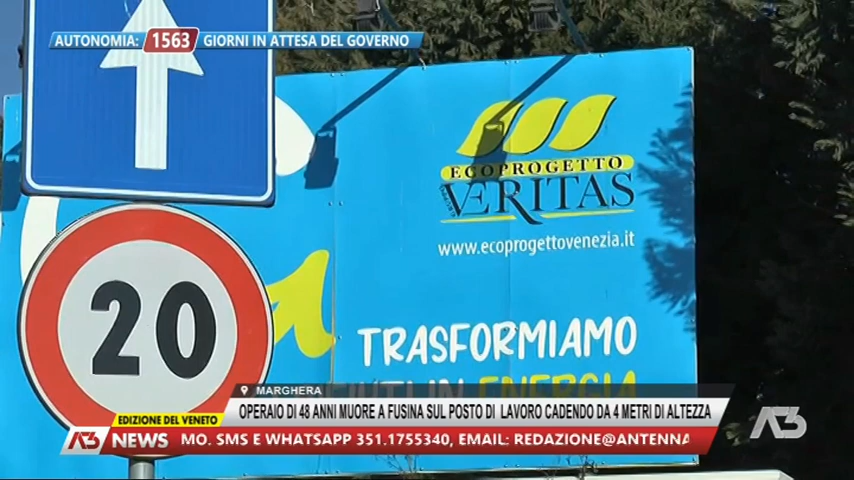 AUTONOMIA: 1563 GIORNI IN ATTESA DEL GOVERNO
ECOPROGETTO
VERITAS
www.ecoprogettovenezia.it
20
TRASFORMIAMO
IN ENERGIA
MARGHERA
EDIZIONE DEL VENETO
OPERAIO DI 48 ANNI MUORE A FUSINA SUL POSTO DI LAVORO CADENDO DA 4 METRI DI ALTEZZA
A3 NEWS
MO. SMS E WHATSAPP 351.1755340, EMAIL: REDAZIONE@ANTENNA
A3